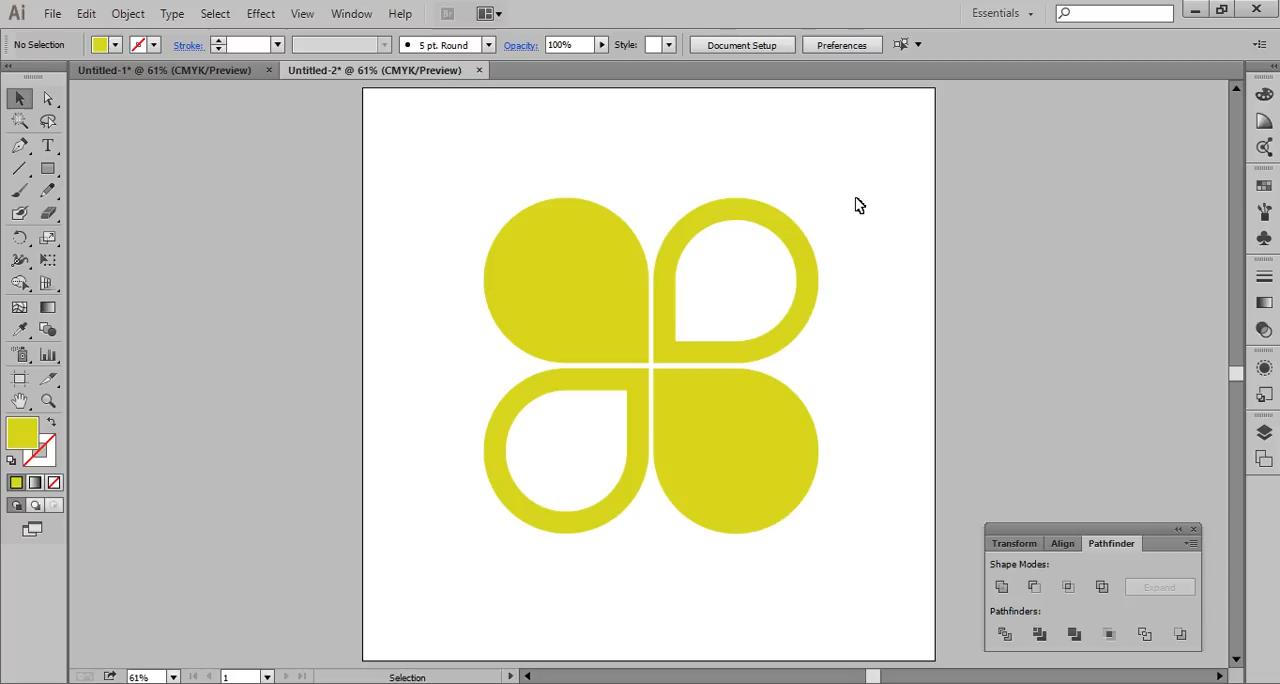 Ai File Edit Object Type Select Effect View Window Help Br Essentials
No Selection Stroke: 5 pt. Round Opacity: 100% Style: Document Setup Preferences
Untitled-1* @ 61% (CMYK/Preview) × Untitled-2* @ 61% (CMYK/Preview) ×
T
Transform Align Pathfinder
Shape Modes:
Expand
Pathfinders:
61% 1 Selection